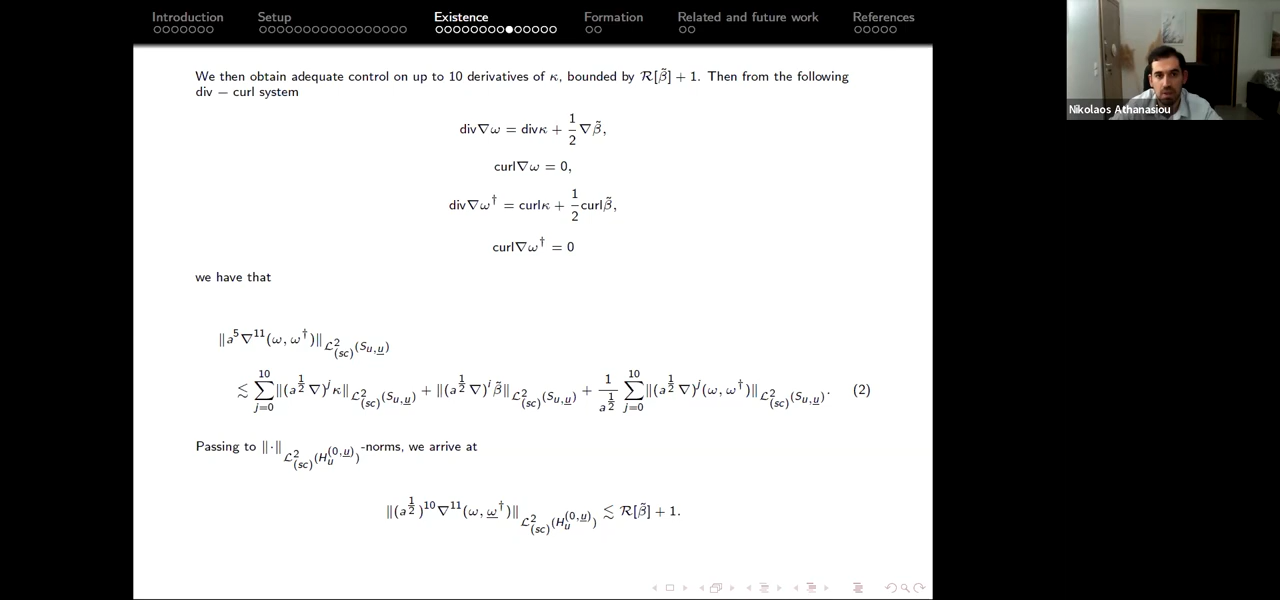 Introduction Setup Existence Formation Related and future work References
We then obtain adequate control on up to 10 derivatives of κ, bounded by R[β̃] + 1. Then from the following
div − curl system
div∇ω = divκ + 1/2 ∇β̃,
curl∇ω = 0,
div∇ω† = curlκ + 1/2 curlβ̃,
curl∇ω† = 0
we have that
‖a⁵∇¹¹(ω, ω†)‖_{L²_(sc)(S_{u,u̲})}
≲ ∑_{j=0}^{10} ‖(a^{1/2}∇)^j κ‖_{L²_(sc)(S_{u,u̲})} + ‖(a^{1/2}∇)^i β̃‖_{L²_(sc)(S_{u,u̲})} + 1/a^{1/2} ∑_{j=0}^{10} ‖(a^{1/2}∇)^j (ω, ω†)‖_{L²_(sc)(S_{u,u̲})}. (2)
Passing to ‖·‖_{L²_(sc)(H_u^{(0,u̲)})}-norms, we arrive at
‖(a^{1/2})^{10}∇¹¹(ω, ω̲†)‖_{L²_(sc)(H_u^{(0,u̲)})} ≲ R[β̃] + 1.
Nikolaos Athanasiou